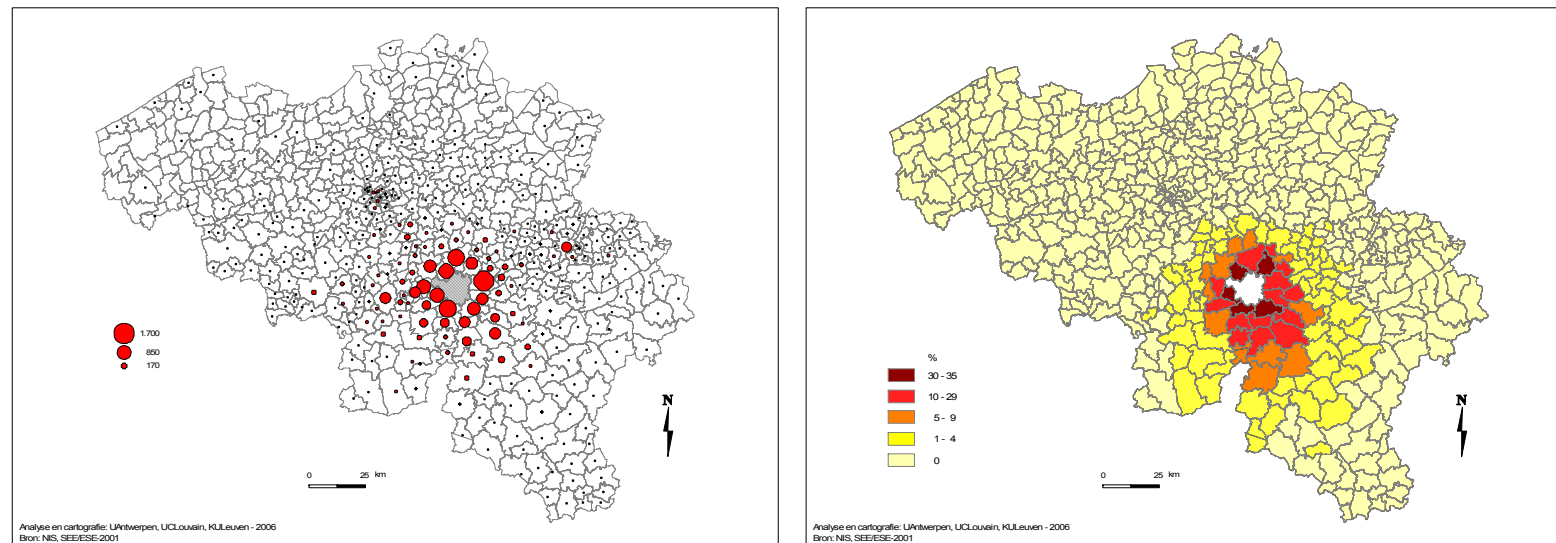 1.700
850
170
N
0 25 km
Analyse en cartografie: UAntwerpen, UCLouvain, KULeuven - 2006
Bron: NIS, SEE/ESE-2001
%
30 - 35
10 - 29
5 - 9
1 - 4
0
N
0 25 km
Analyse en cartografie: UAntwerpen, UCLouvain, KULeuven - 2006
Bron: NIS, SEE/ESE-2001